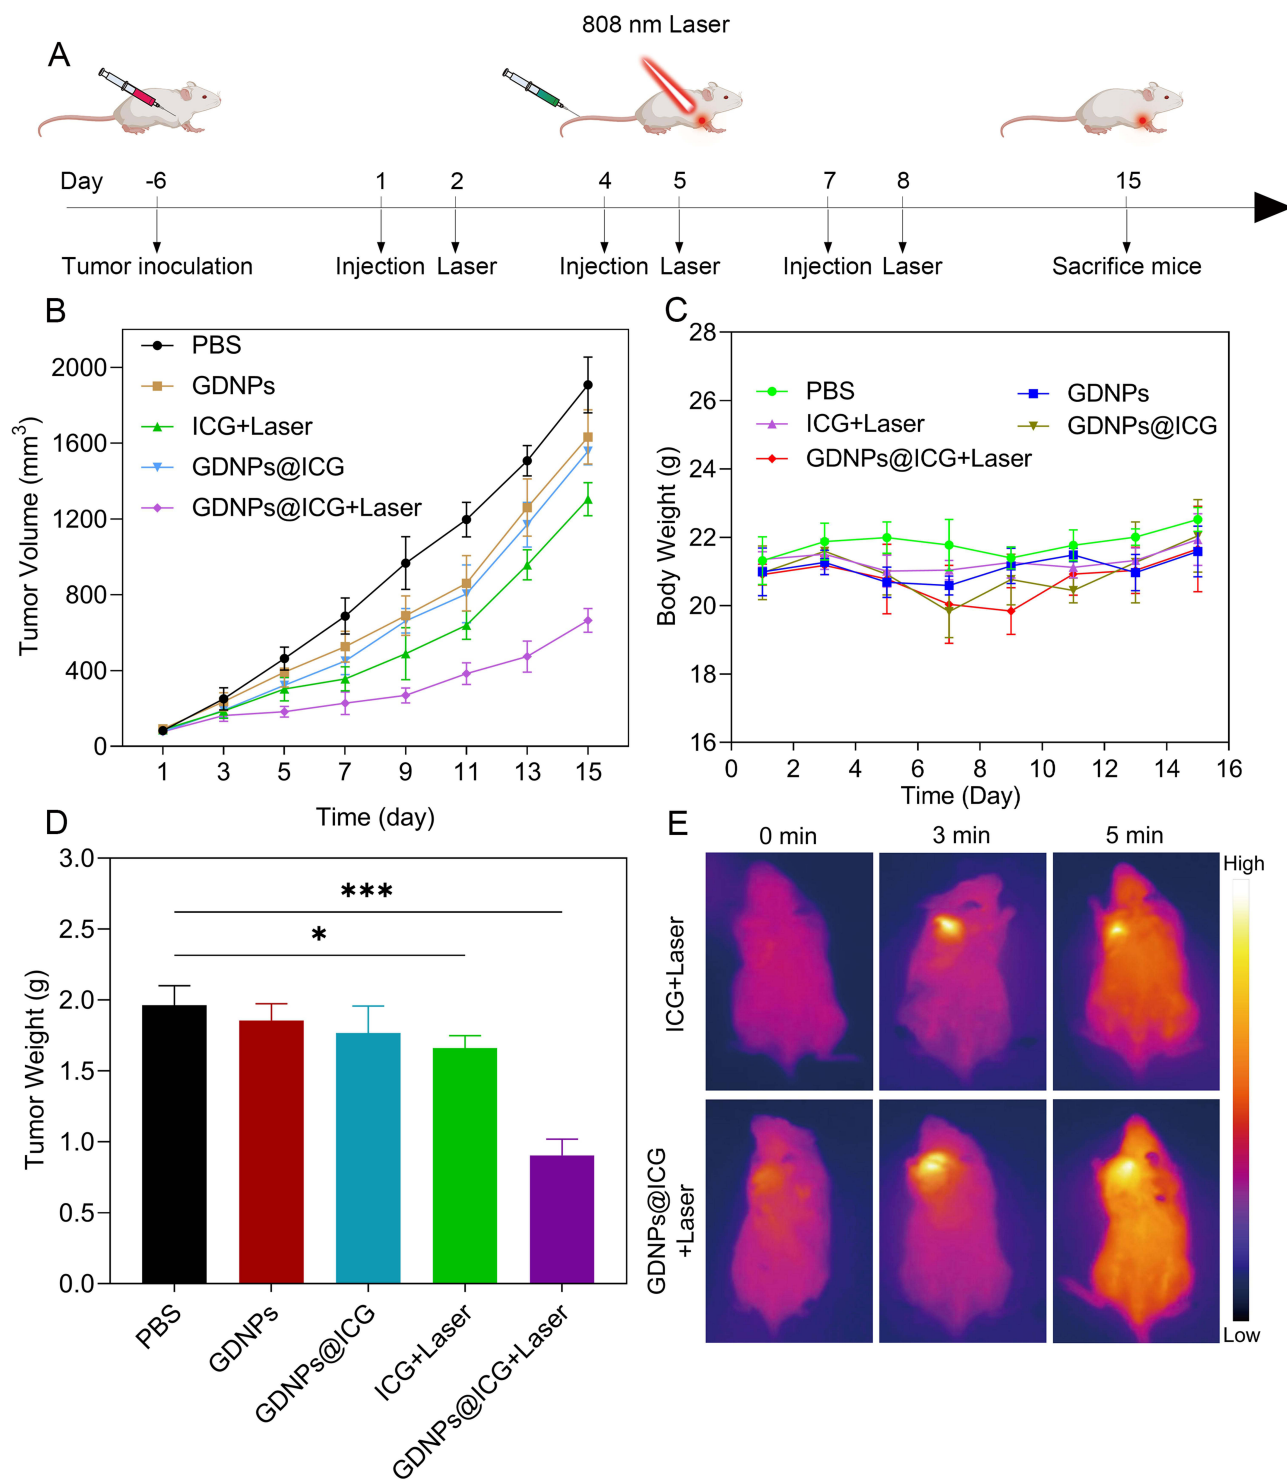 A
808 nm Laser
Day -6 1 2 4 5 7 8 15
Tumor inoculation Injection Laser Injection Laser Injection Laser Sacrifice mice
B
PBS
GDNPs
ICG+Laser
GDNPs@ICG
GDNPs@ICG+Laser
Tumor Volume (mm³)
2000
1600
1200
800
400
0
1 3 5 7 9 11 13 15
Time (day)
C
PBS
ICG+Laser
GDNPs@ICG+Laser
GDNPs
GDNPs@ICG
Body Weight (g)
28
26
24
22
20
18
16
0 2 4 6 8 10 12 14 16
Time (Day)
D
***
*
Tumor Weight (g)
3.0
2.5
2.0
1.5
1.0
0.5
0.0
PBS
GDNPs
GDNPs@ICG
ICG+Laser
GDNPs@ICG+Laser
E
0 min 3 min 5 min
ICG+Laser
GDNPs@ICG
+Laser
High
Low